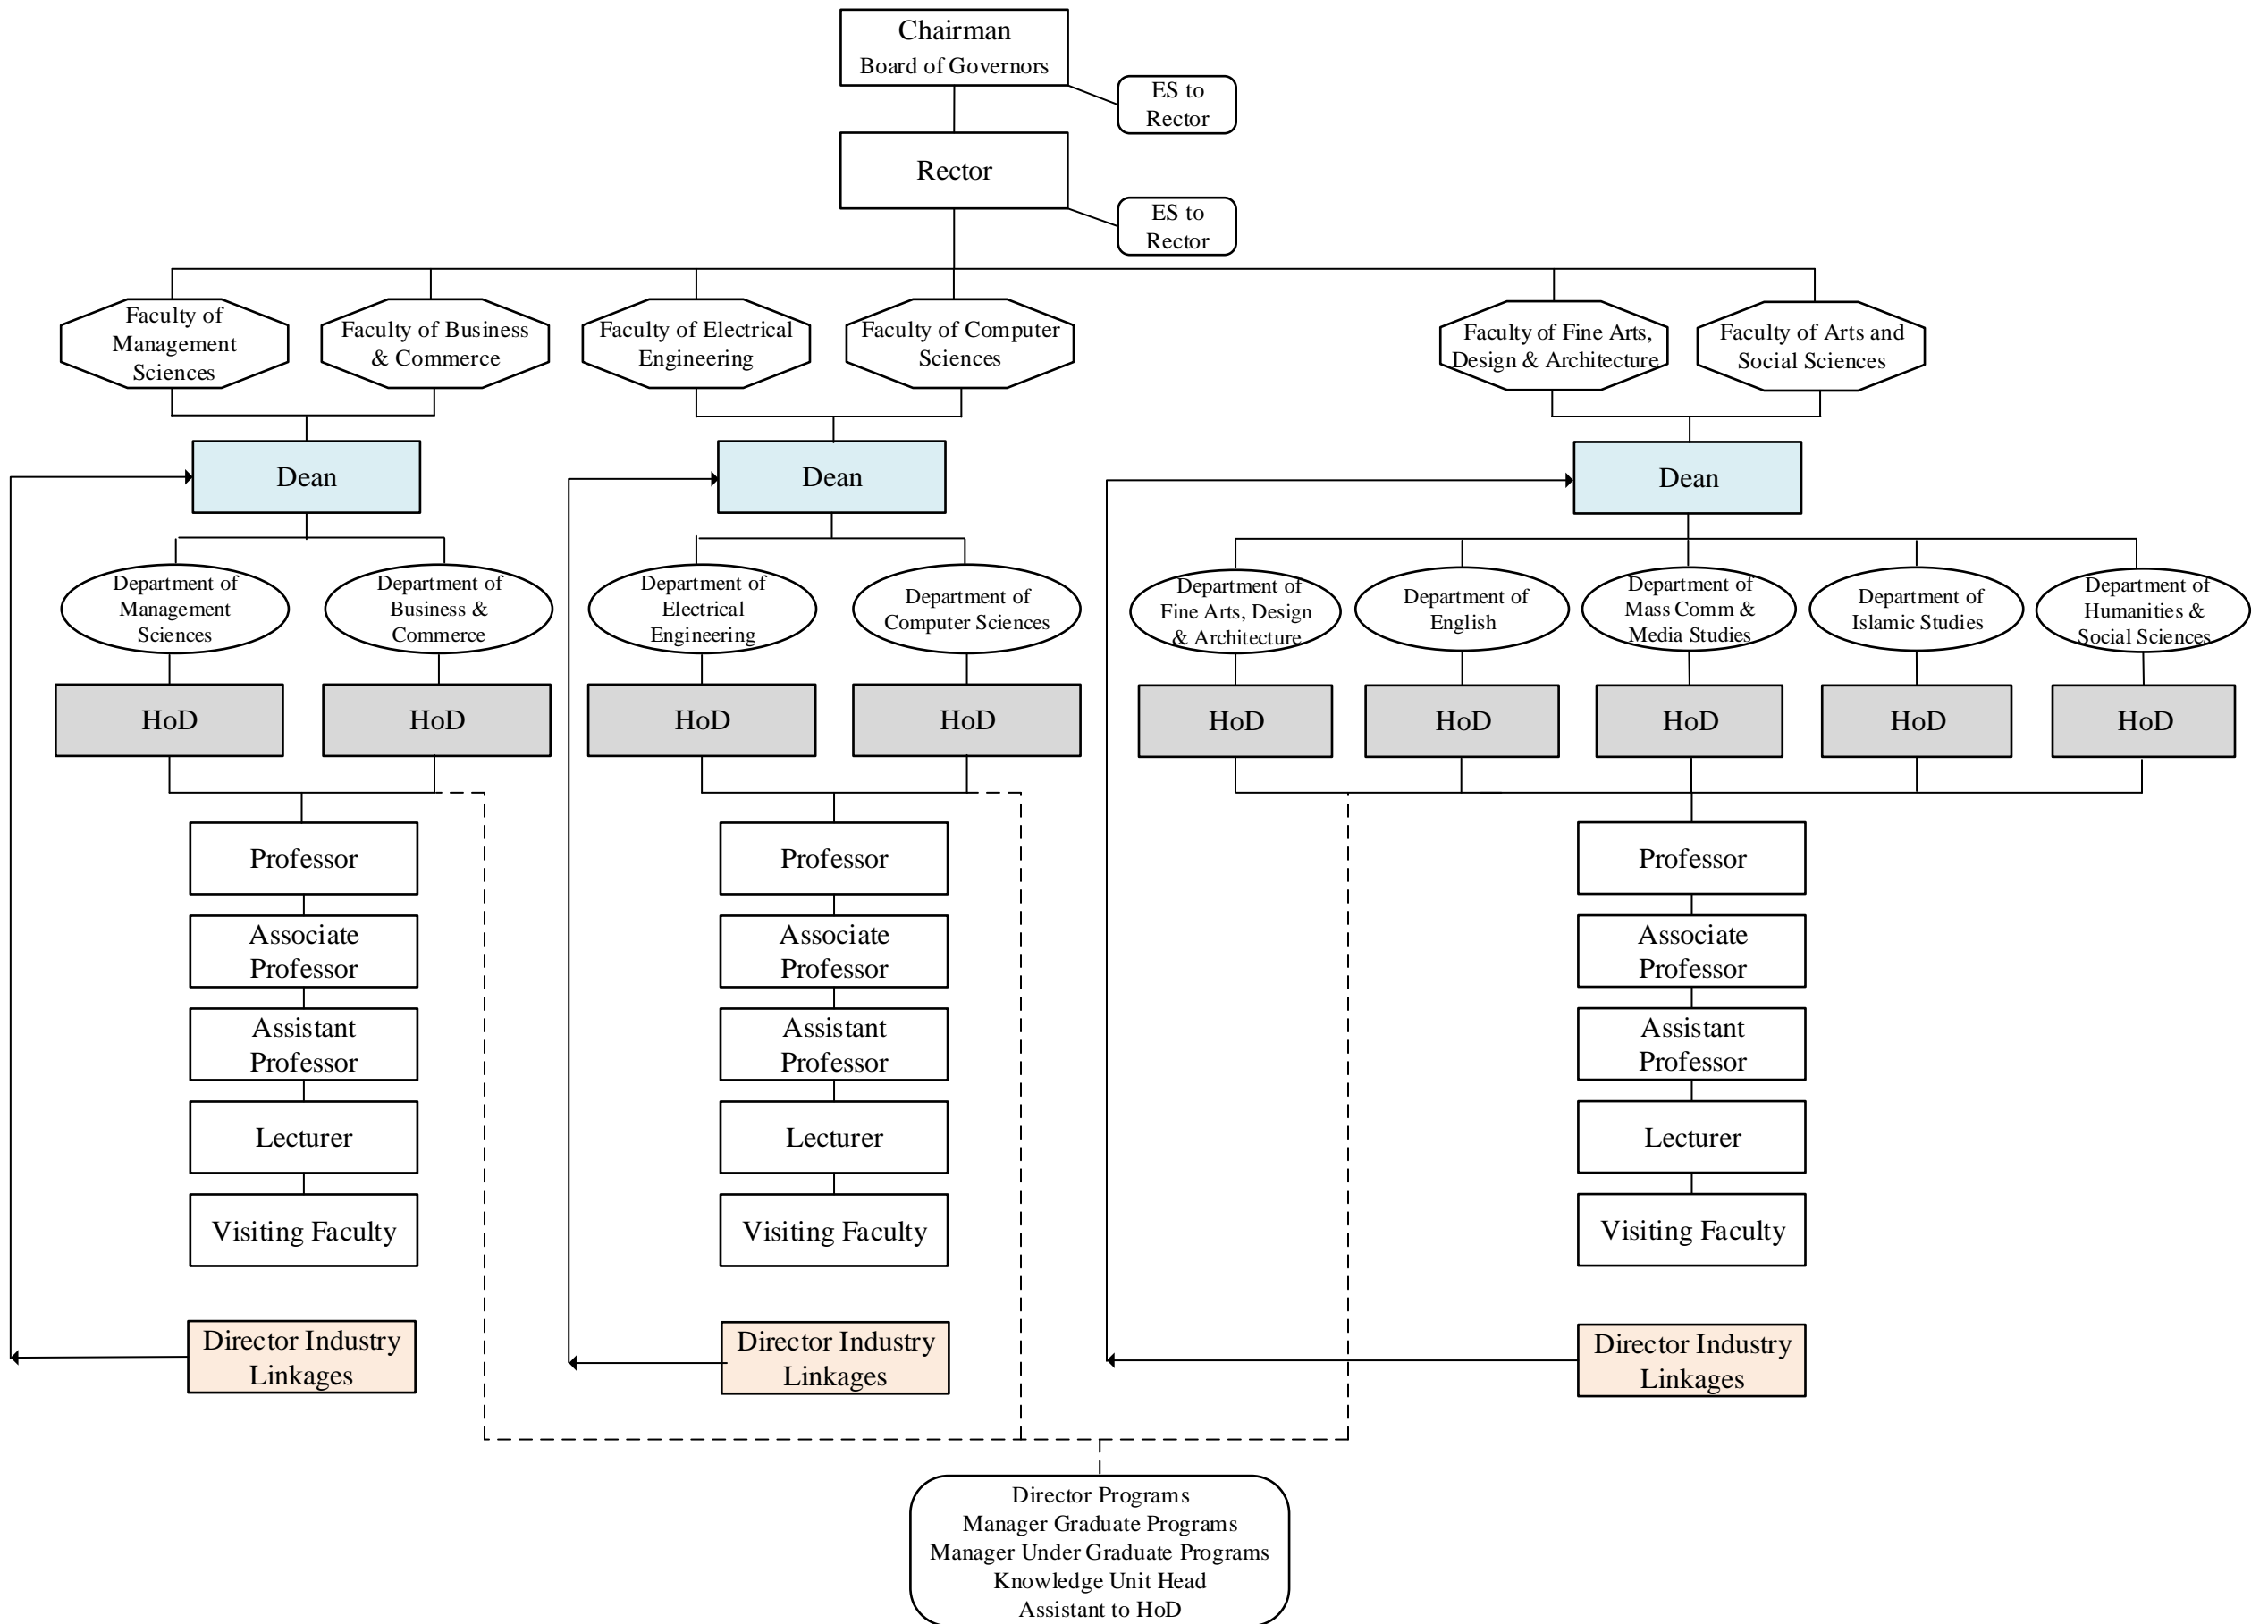 Chairman
Board of Governors
ES to
Rector
Rector
ES to
Rector
Faculty of
Management
Sciences
Faculty of Business
& Commerce
Faculty of Electrical
Engineering
Faculty of Computer
Sciences
Faculty of Fine Arts,
Design & Architecture
Faculty of Arts and
Social Sciences
Dean
Dean
Dean
Department of
Management
Sciences
Department of
Business &
Commerce
Department of
Electrical
Engineering
Department of
Computer Sciences
Department of
Fine Arts, Design
& Architecture
Department of
English
Department of
Mass Comm &
Media Studies
Department of
Islamic Studies
Department of
Humanities &
Social Sciences
HoD
HoD
HoD
HoD
HoD
HoD
HoD
HoD
HoD
Professor
Associate
Professor
Assistant
Professor
Lecturer
Visiting Faculty
Director Industry
Linkages
Professor
Associate
Professor
Assistant
Professor
Lecturer
Visiting Faculty
Director Industry
Linkages
Professor
Associate
Professor
Assistant
Professor
Lecturer
Visiting Faculty
Director Industry
Linkages
Director Programs
Manager Graduate Programs
Manager Under Graduate Programs
Knowledge Unit Head
Assistant to HoD